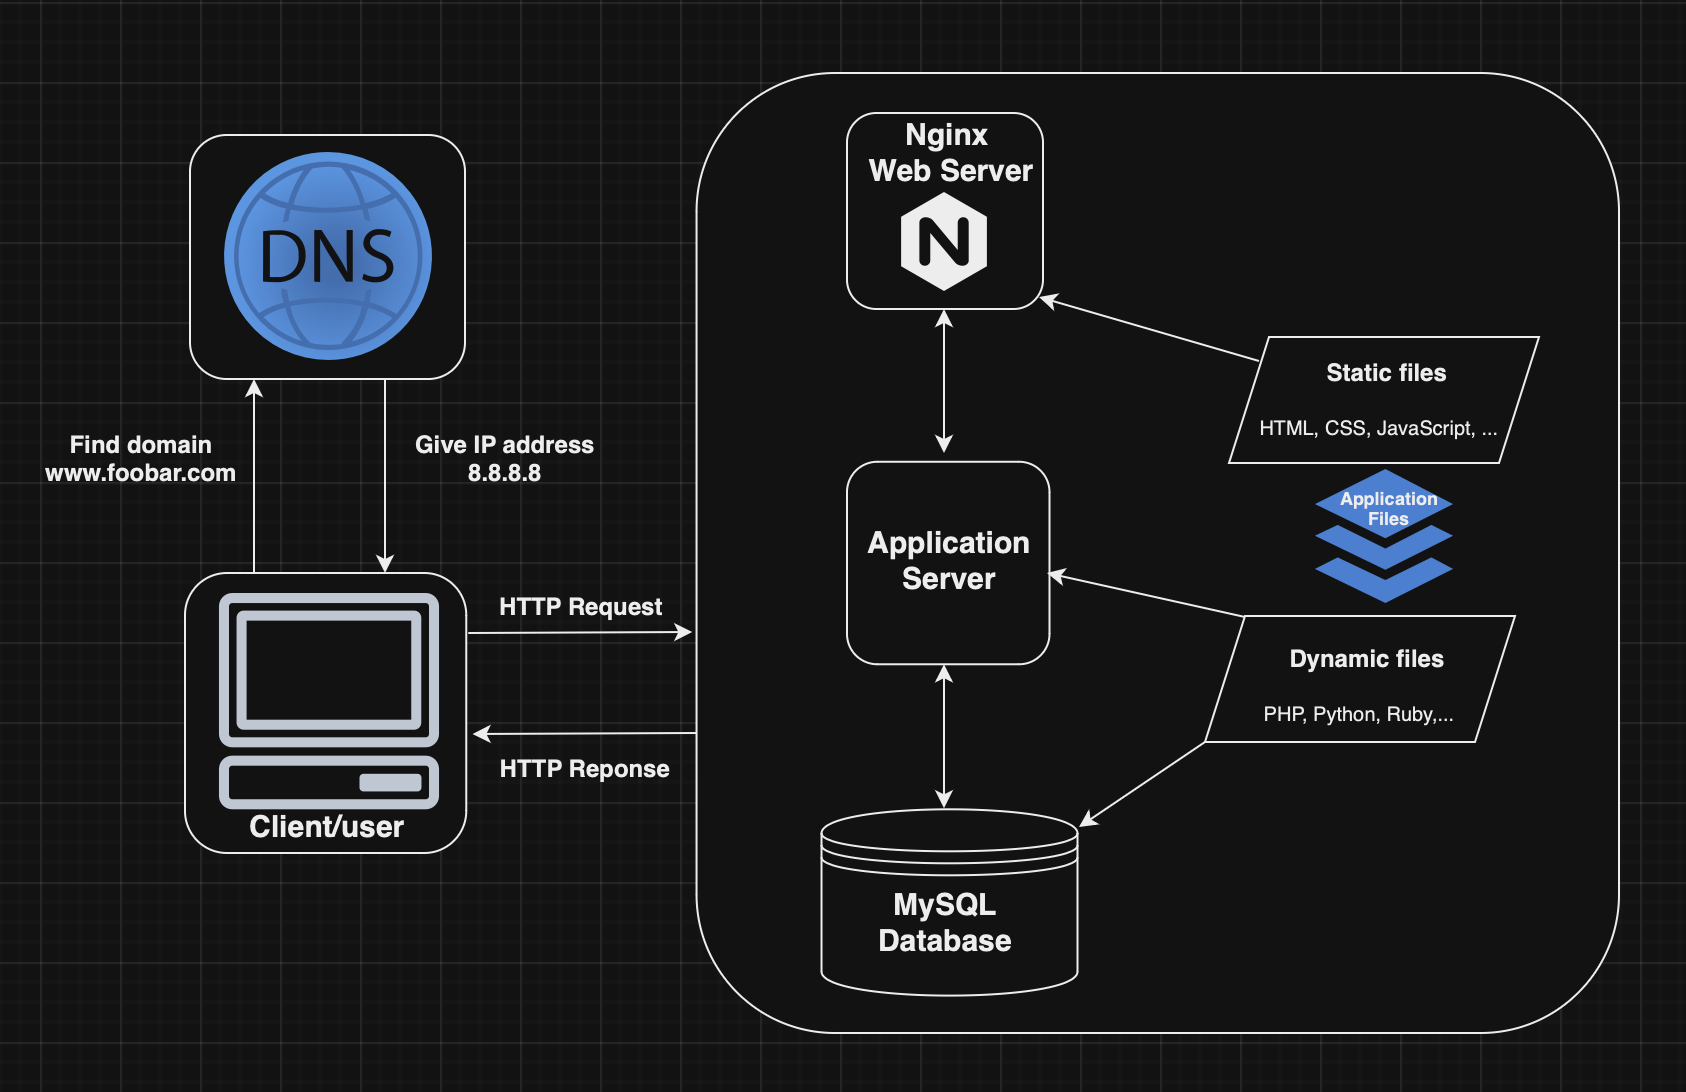 DNS
Find domain
www.foobar.com
Give IP address
8.8.8.8
Client/user
HTTP Request
HTTP Reponse
Nginx
Web Server
N
Application
Server
MySQL
Database
Static files
HTML, CSS, JavaScript, ...
Application
Files
Dynamic files
PHP, Python, Ruby,...